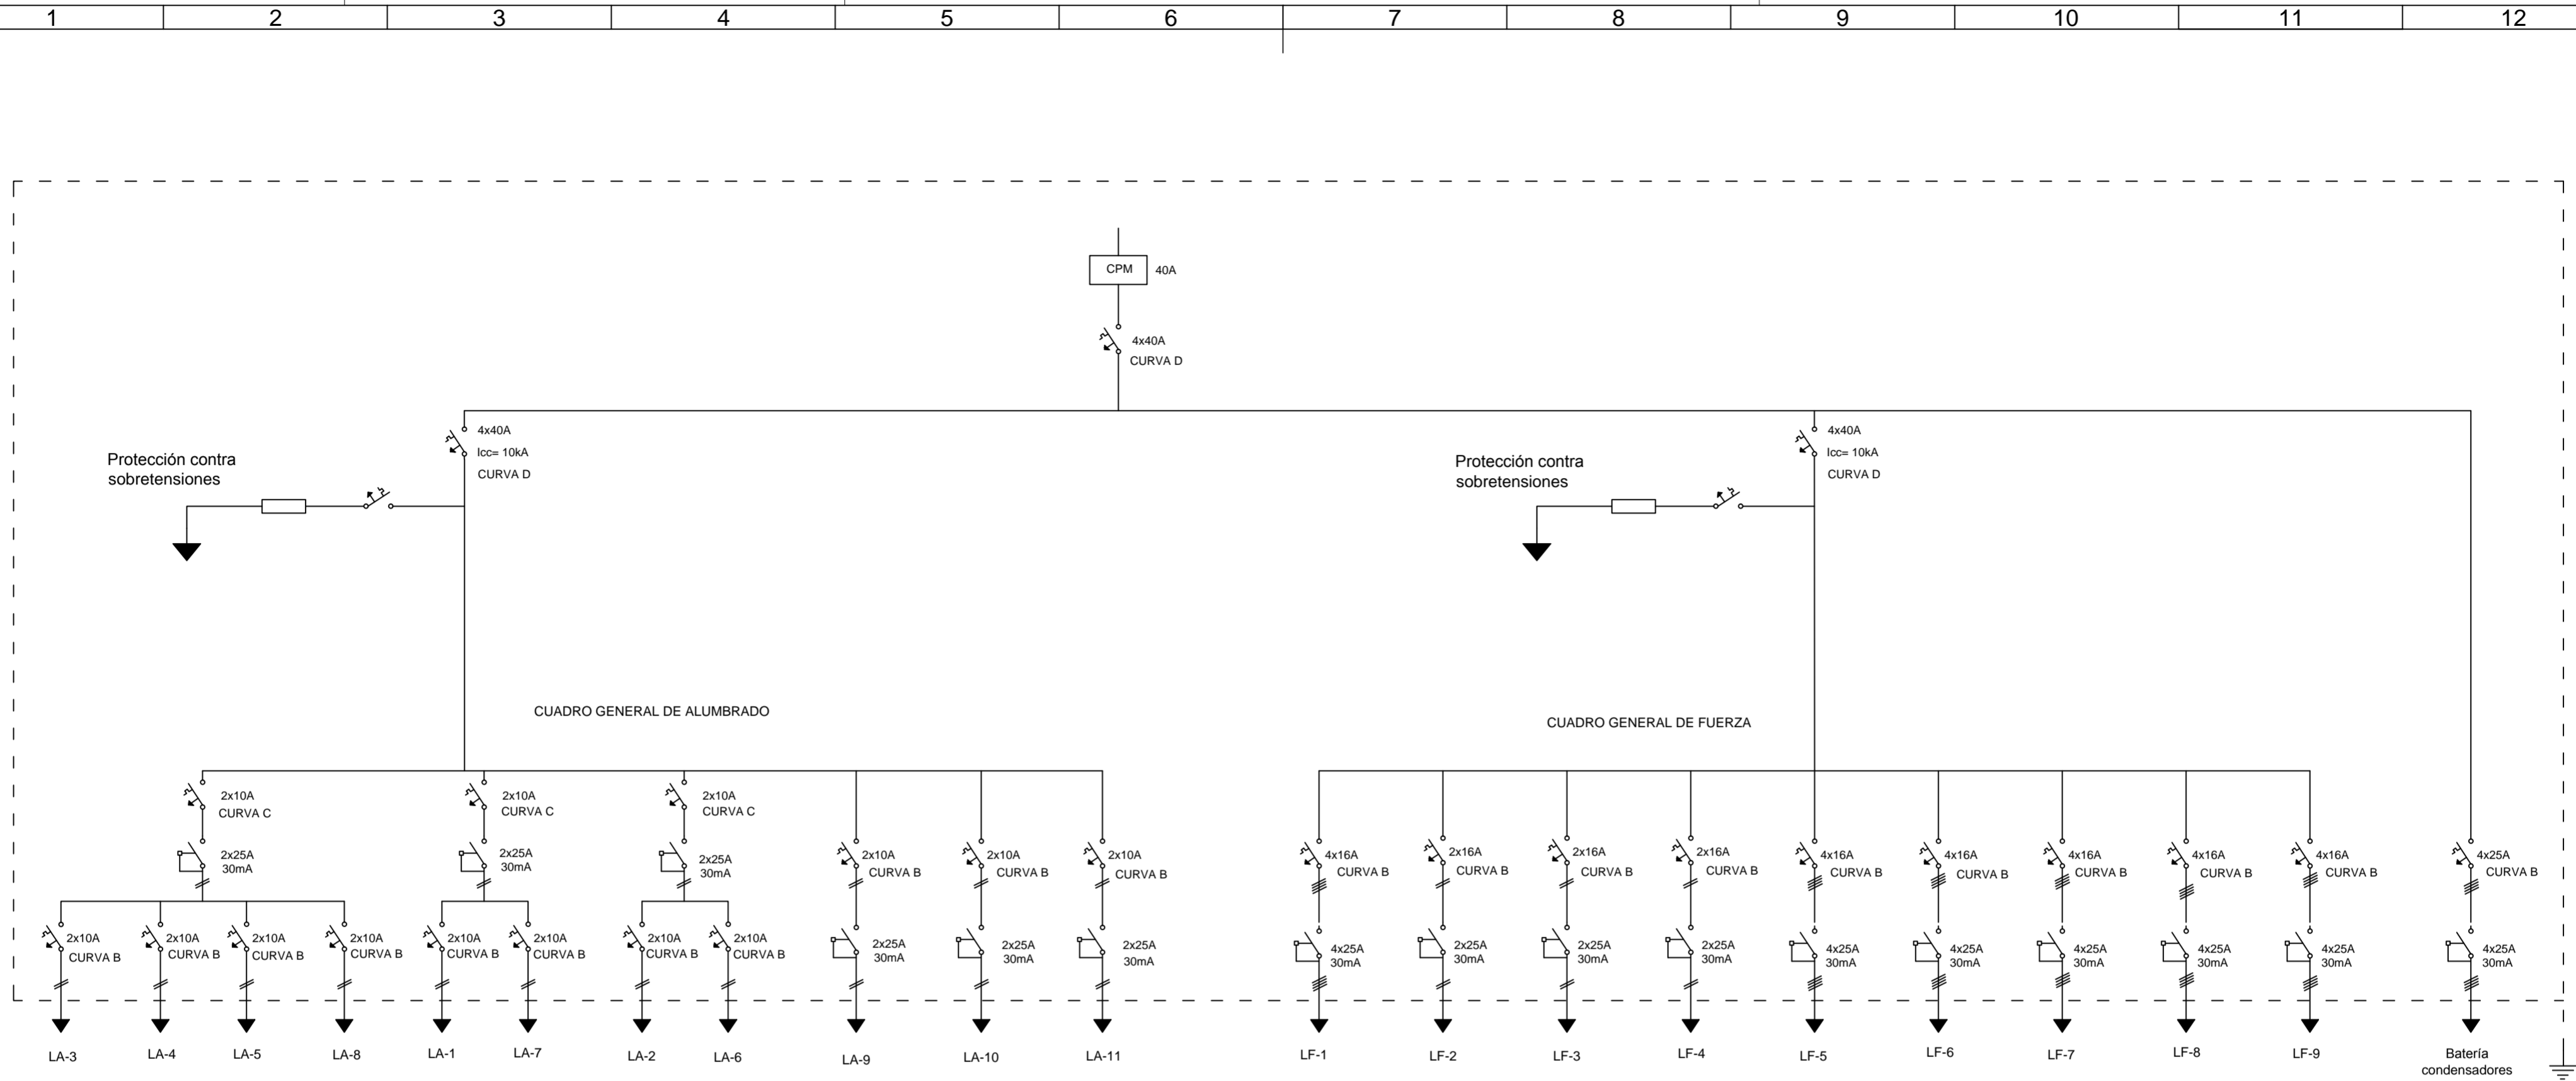 1 2 3 4 5 6 7 8 9 10 11 12
CPM 40A
4x40A
CURVA D
4x40A
Icc= 10kA
CURVA D
Protección contra
sobretensiones
4x40A
Icc= 10kA
CURVA D
Protección contra
sobretensiones
CUADRO GENERAL DE ALUMBRADO
CUADRO GENERAL DE FUERZA
2x10A
CURVA C
2x10A
CURVA C
2x10A
CURVA C
2x25A
30mA
2x25A
30mA
2x25A
30mA
2x10A
CURVA B
2x10A
CURVA B
2x10A
CURVA B
4x16A
CURVA B
2x16A
CURVA B
2x16A
CURVA B
2x16A
CURVA B
4x16A
CURVA B
4x16A
CURVA B
4x16A
CURVA B
4x16A
CURVA B
4x16A
CURVA B
4x25A
CURVA B
2x10A
CURVA B
2x10A
CURVA B
2x10A
CURVA B
2x10A
CURVA B
2x10A
CURVA B
2x10A
CURVA B
2x10A
CURVA B
2x10A
CURVA B
2x25A
30mA
2x25A
30mA
2x25A
30mA
4x25A
30mA
2x25A
30mA
2x25A
30mA
2x25A
30mA
4x25A
30mA
4x25A
30mA
4x25A
30mA
4x25A
30mA
4x25A
30mA
4x25A
30mA
LA-3 LA-4 LA-5 LA-8 LA-1 LA-7 LA-2 LA-6 LA-9 LA-10 LA-11 LF-1 LF-2 LF-3 LF-4 LF-5 LF-6 LF-7 LF-8 LF-9
Batería
condensadores